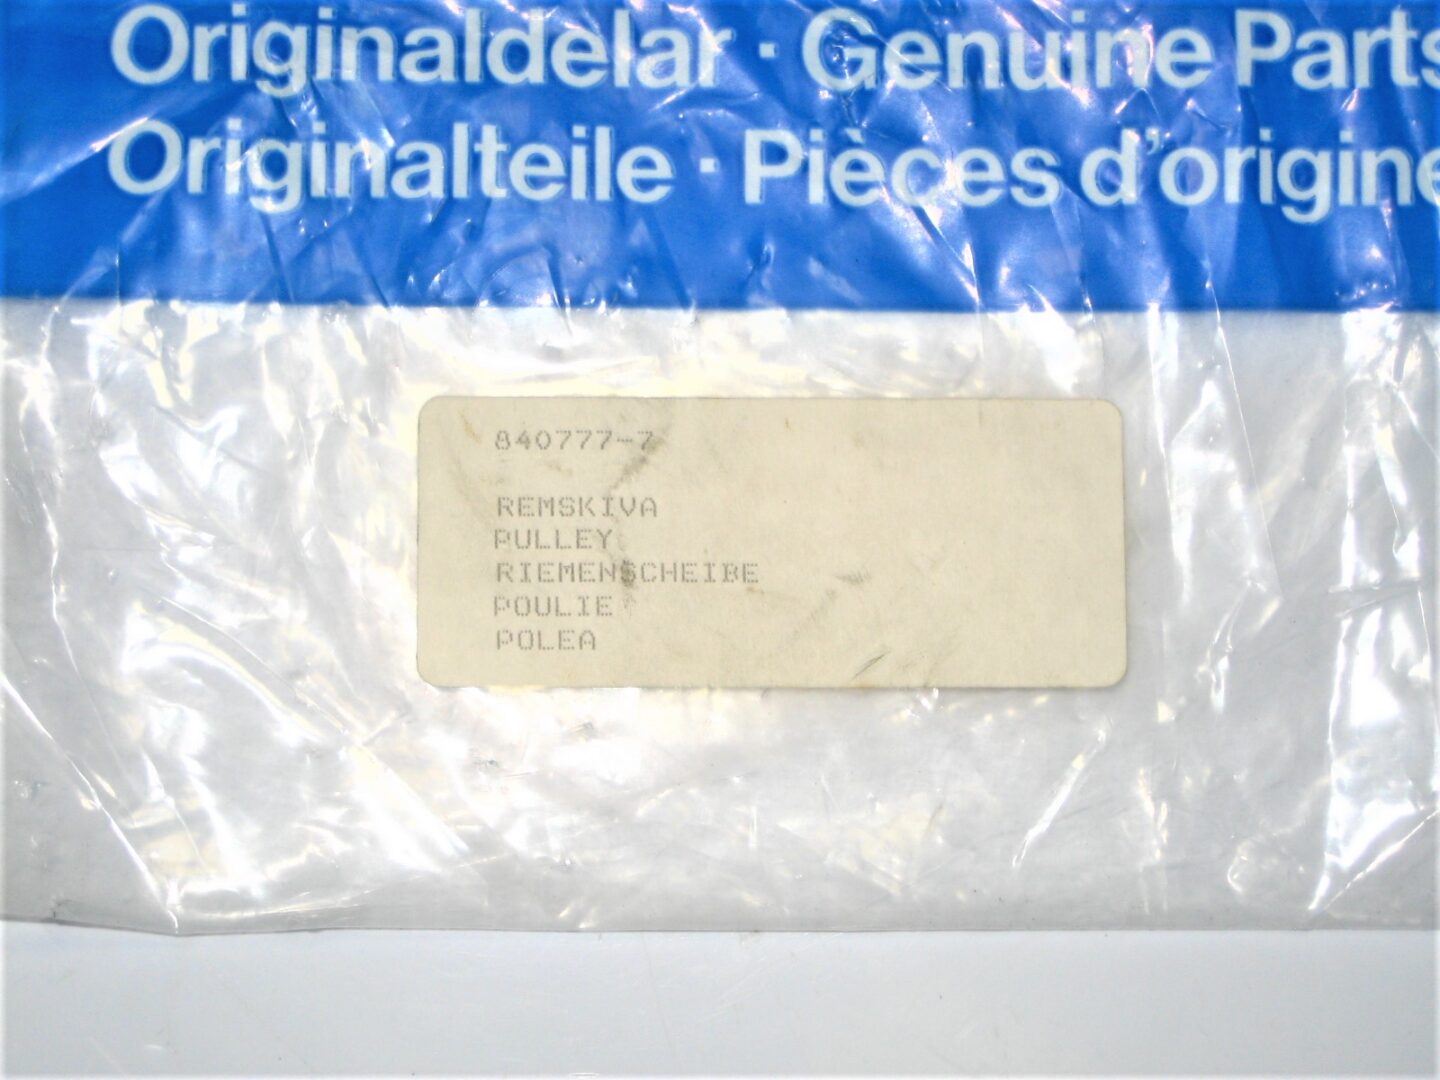 Originaldelar · Genuine Parts
Originalteile · Pièces d'origine
840777-7
REMSKIVA
PULLEY
RIEMENSCHEIBE
POULIE
POLEA